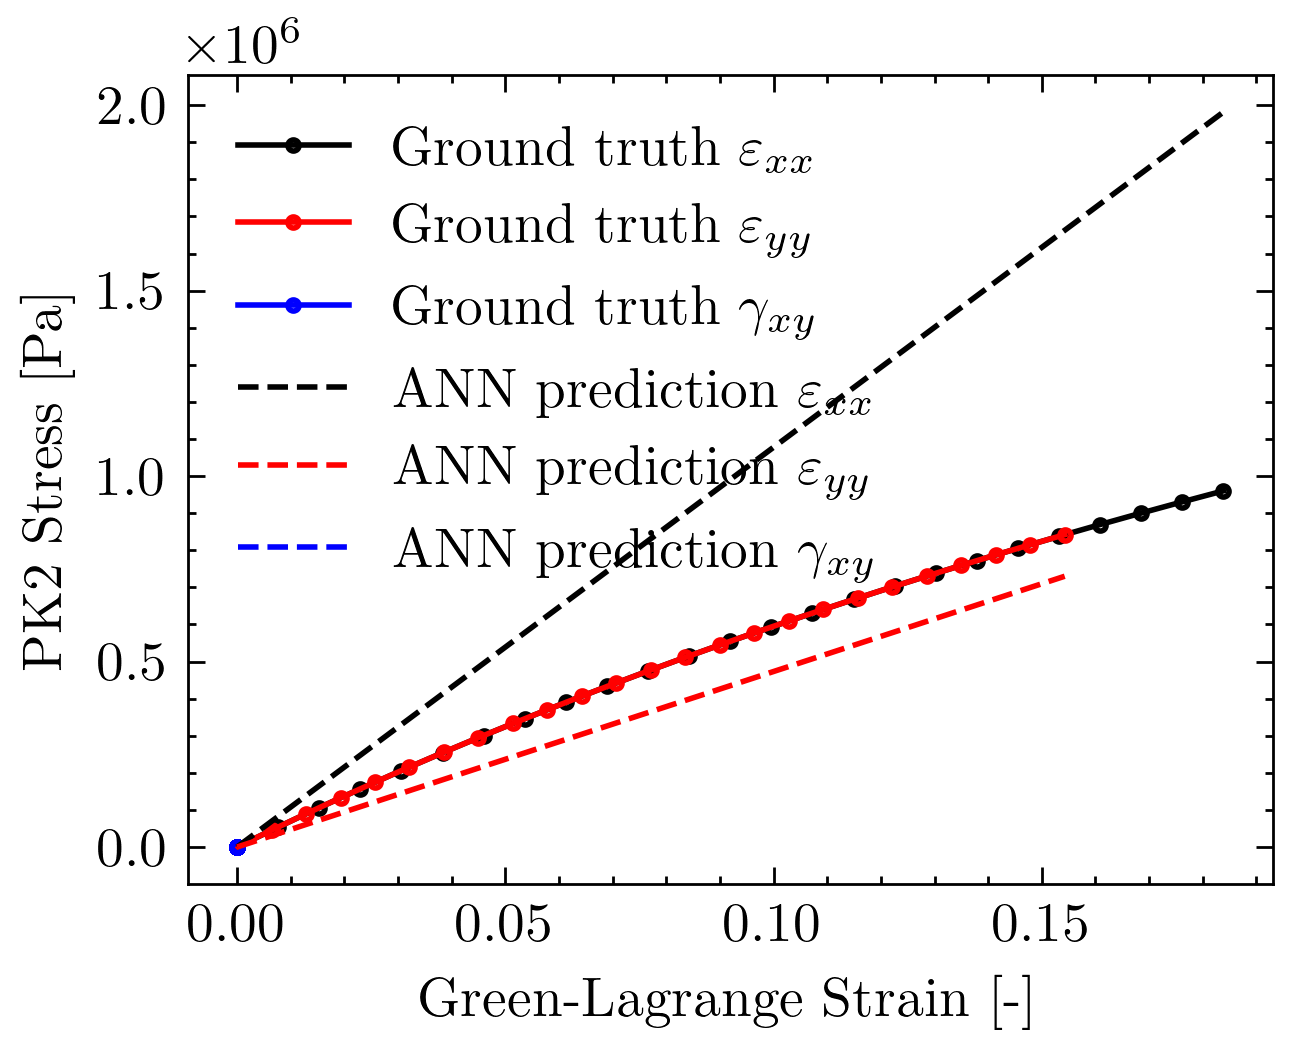 ×10⁶
2.0
1.5
1.0
0.5
0.0
PK2 Stress [Pa]
Ground truth εxx
Ground truth εyy
Ground truth γxy
ANN prediction εxx
ANN prediction εyy
ANN prediction γxy
0.00 0.05 0.10 0.15
Green-Lagrange Strain [-]